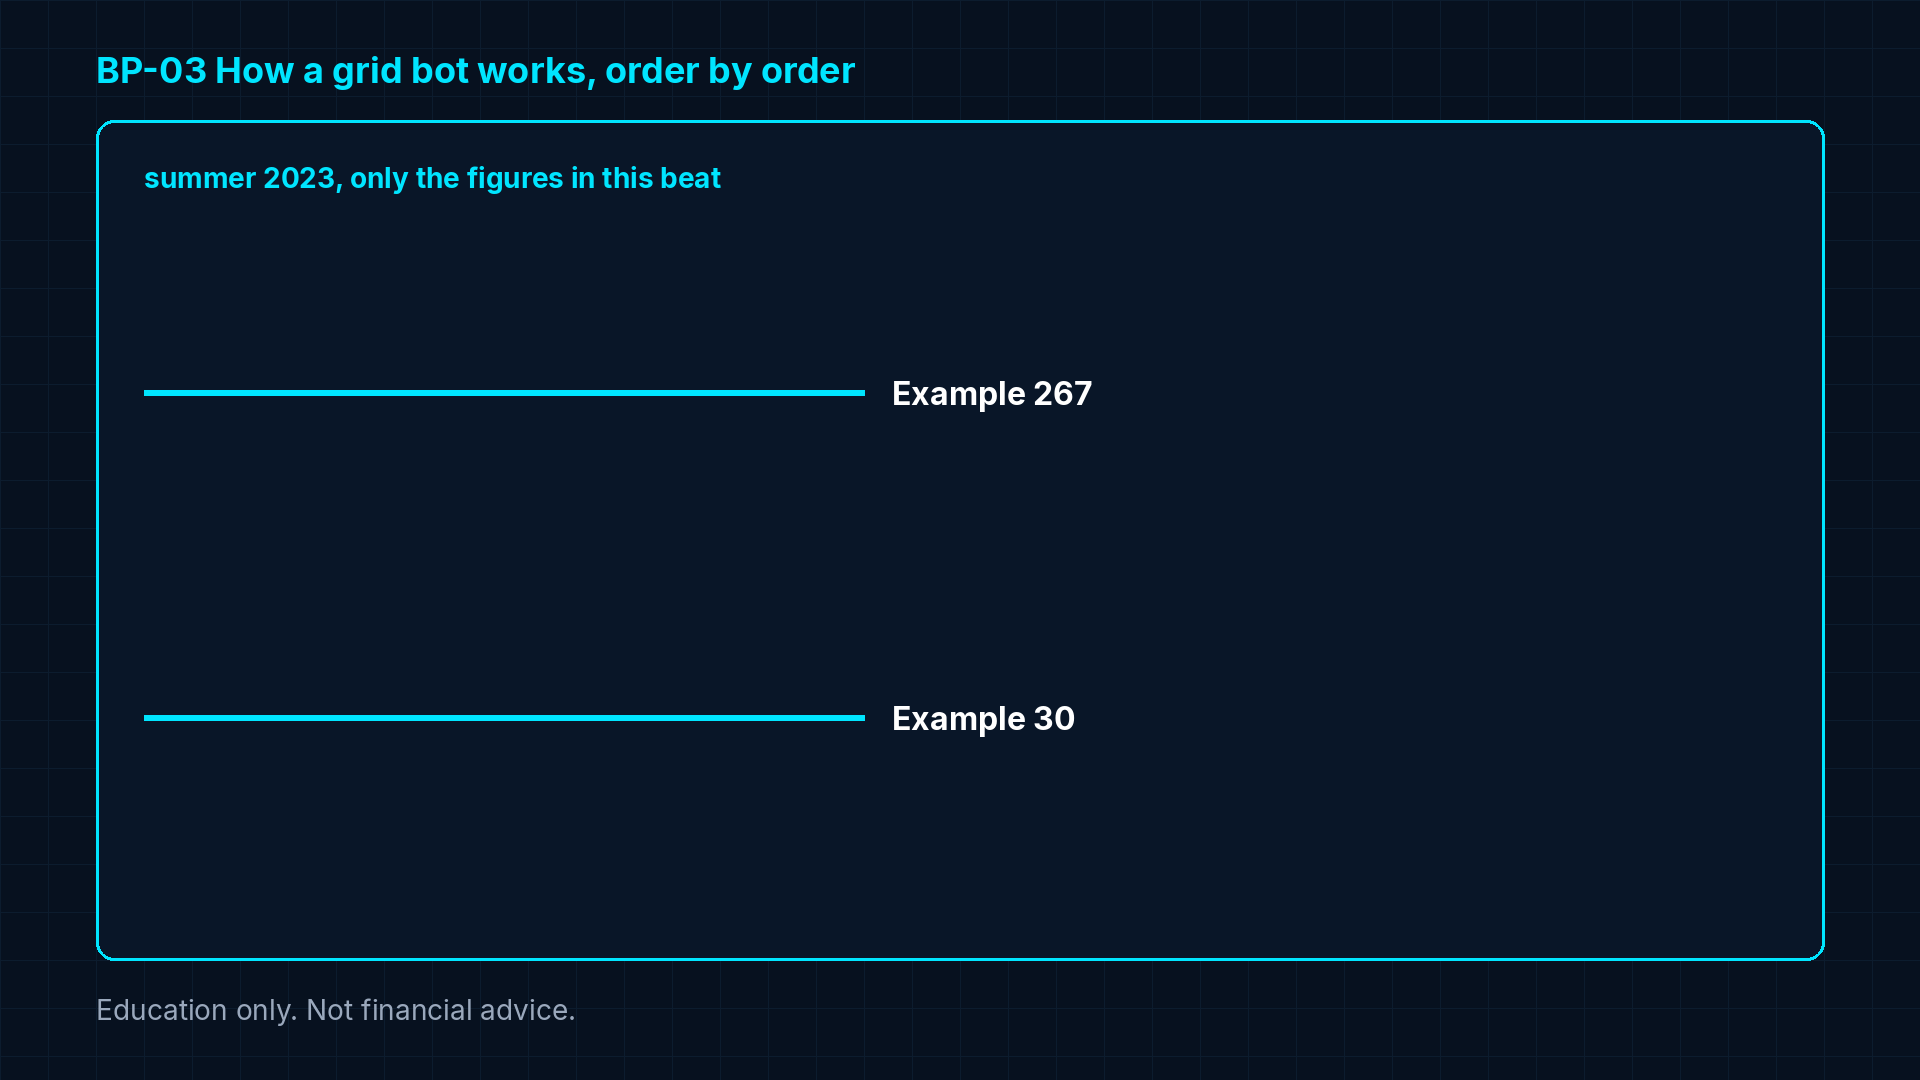 BP-03 How a grid bot works, order by order
summer 2023, only the figures in this beat
Example 267
Example 30
Education only. Not financial advice.